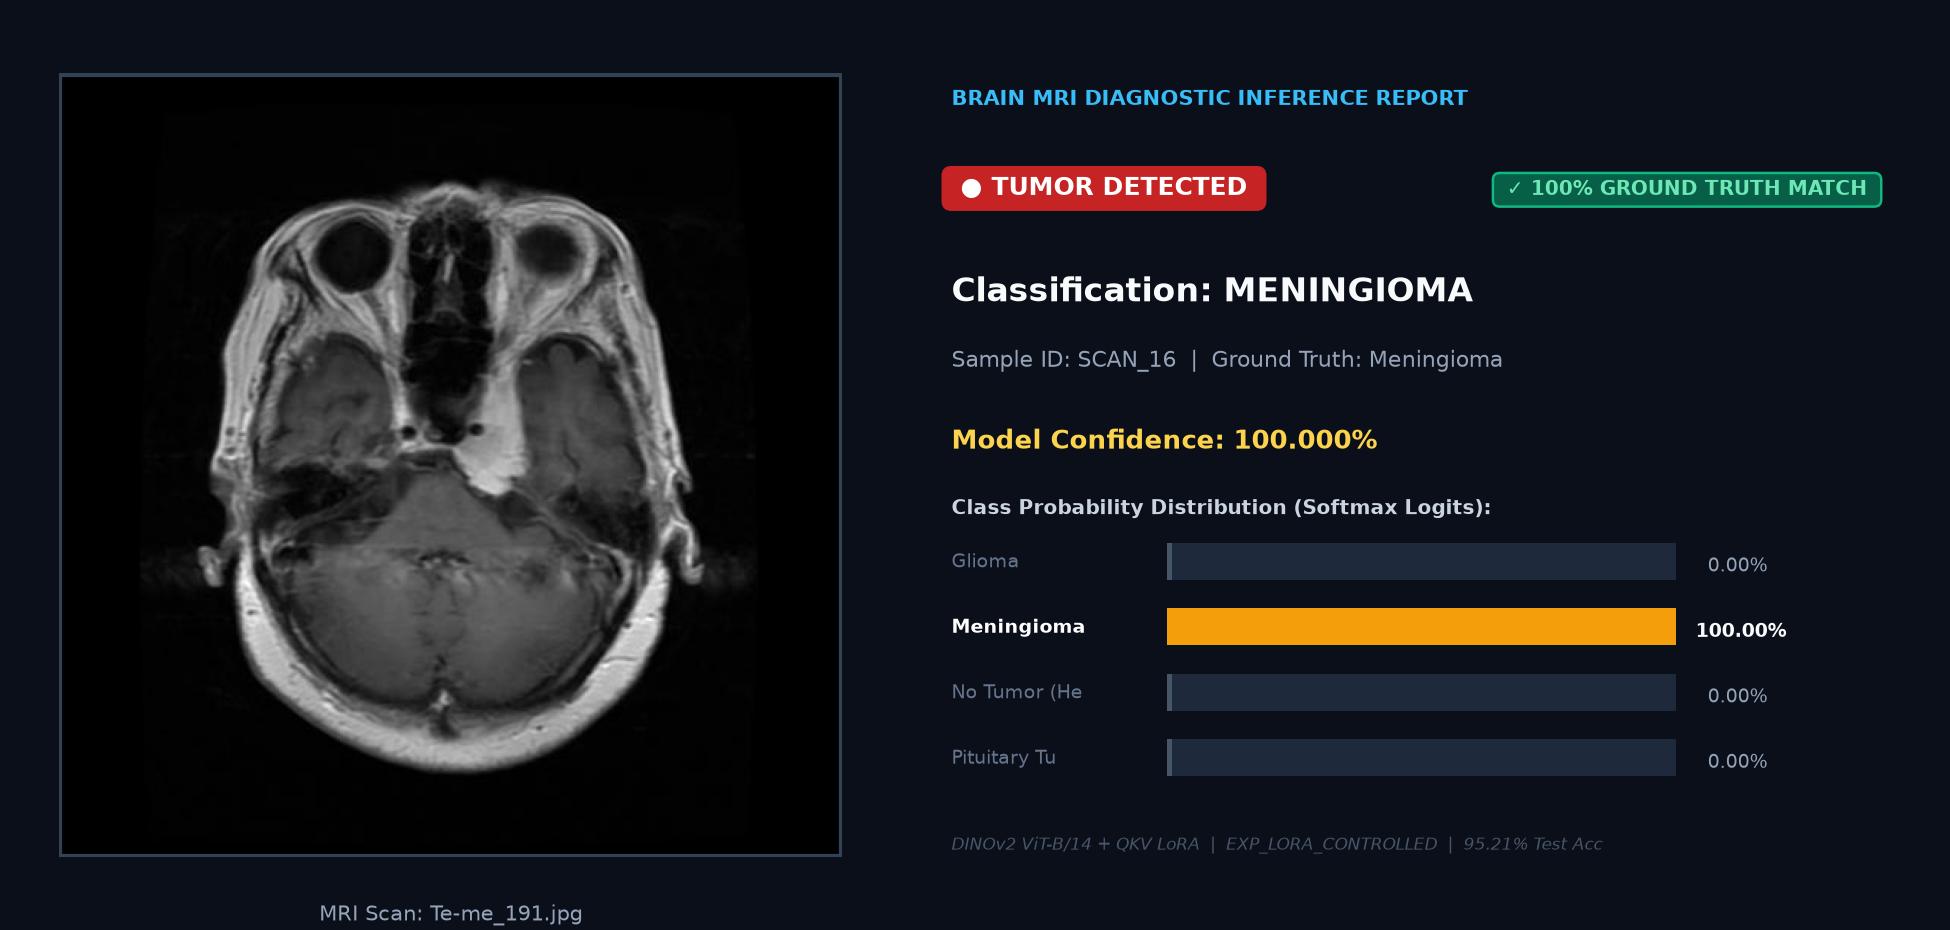 BRAIN MRI DIAGNOSTIC INFERENCE REPORT
● TUMOR DETECTED
✓ 100% GROUND TRUTH MATCH
Classification: MENINGIOMA
Sample ID: SCAN_16 | Ground Truth: Meningioma
Model Confidence: 100.000%
Class Probability Distribution (Softmax Logits):
Glioma 0.00%
Meningioma 100.00%
No Tumor (He 0.00%
Pituitary Tu 0.00%
DINOv2 ViT-B/14 + QKV LoRA | EXP_LORA_CONTROLLED | 95.21% Test Acc
MRI Scan: Te-me_191.jpg